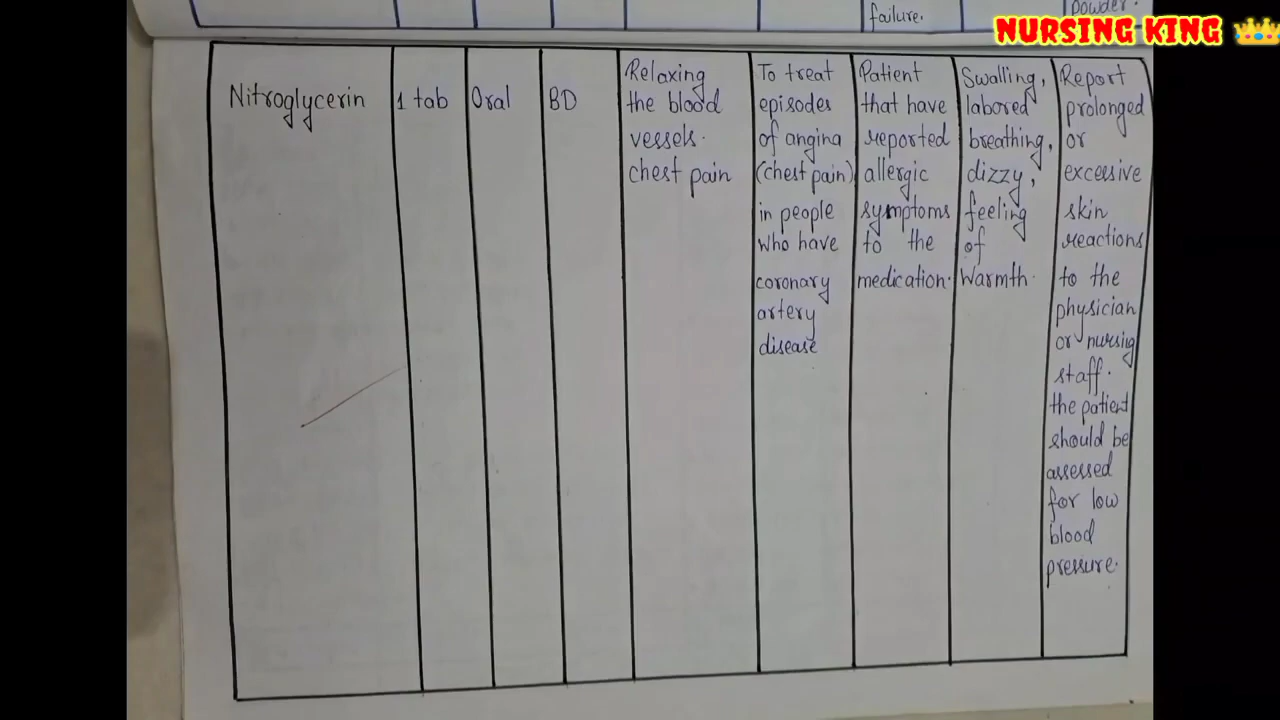 failure.
powder.
NURSING KING
Nitroglycerin
1 tab
Oral
BD
Relaxing
the blood
vessels.
chest pain
To treat
episodes
of angina
(chest pain)
in people
who have
coronary
artery
disease
Patient
that have
reported
allergic
symptoms
to the
medication.
Swalling,
labored
breathing,
dizzy,
feeling
of
warmth.
Report
prolonged
or
excessive
skin
reactions
to the
physician
or nursing
staff.
the patient
should be
assessed
for low
blood
pressure.